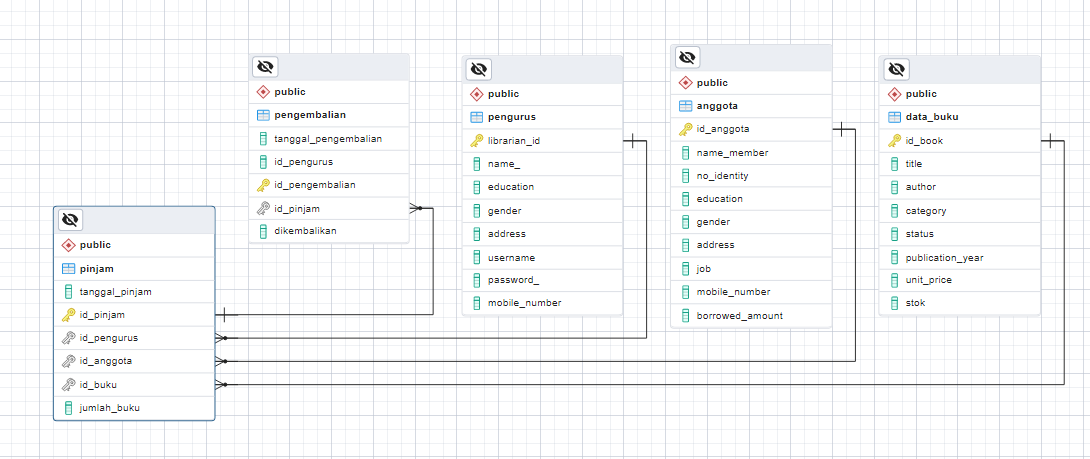 public
pengembalian
tanggal_pengembalian
id_pengurus
id_pengembalian
id_pinjam
dikembalikan
public
pengurus
librarian_id
name_
education
gender
address
username
password_
mobile_number
public
anggota
id_anggota
name_member
no_identity
education
gender
address
job
mobile_number
borrowed_amount
public
data_buku
id_book
title
author
category
status
publication_year
unit_price
stok
public
pinjam
tanggal_pinjam
id_pinjam
id_pengurus
id_anggota
id_buku
jumlah_buku